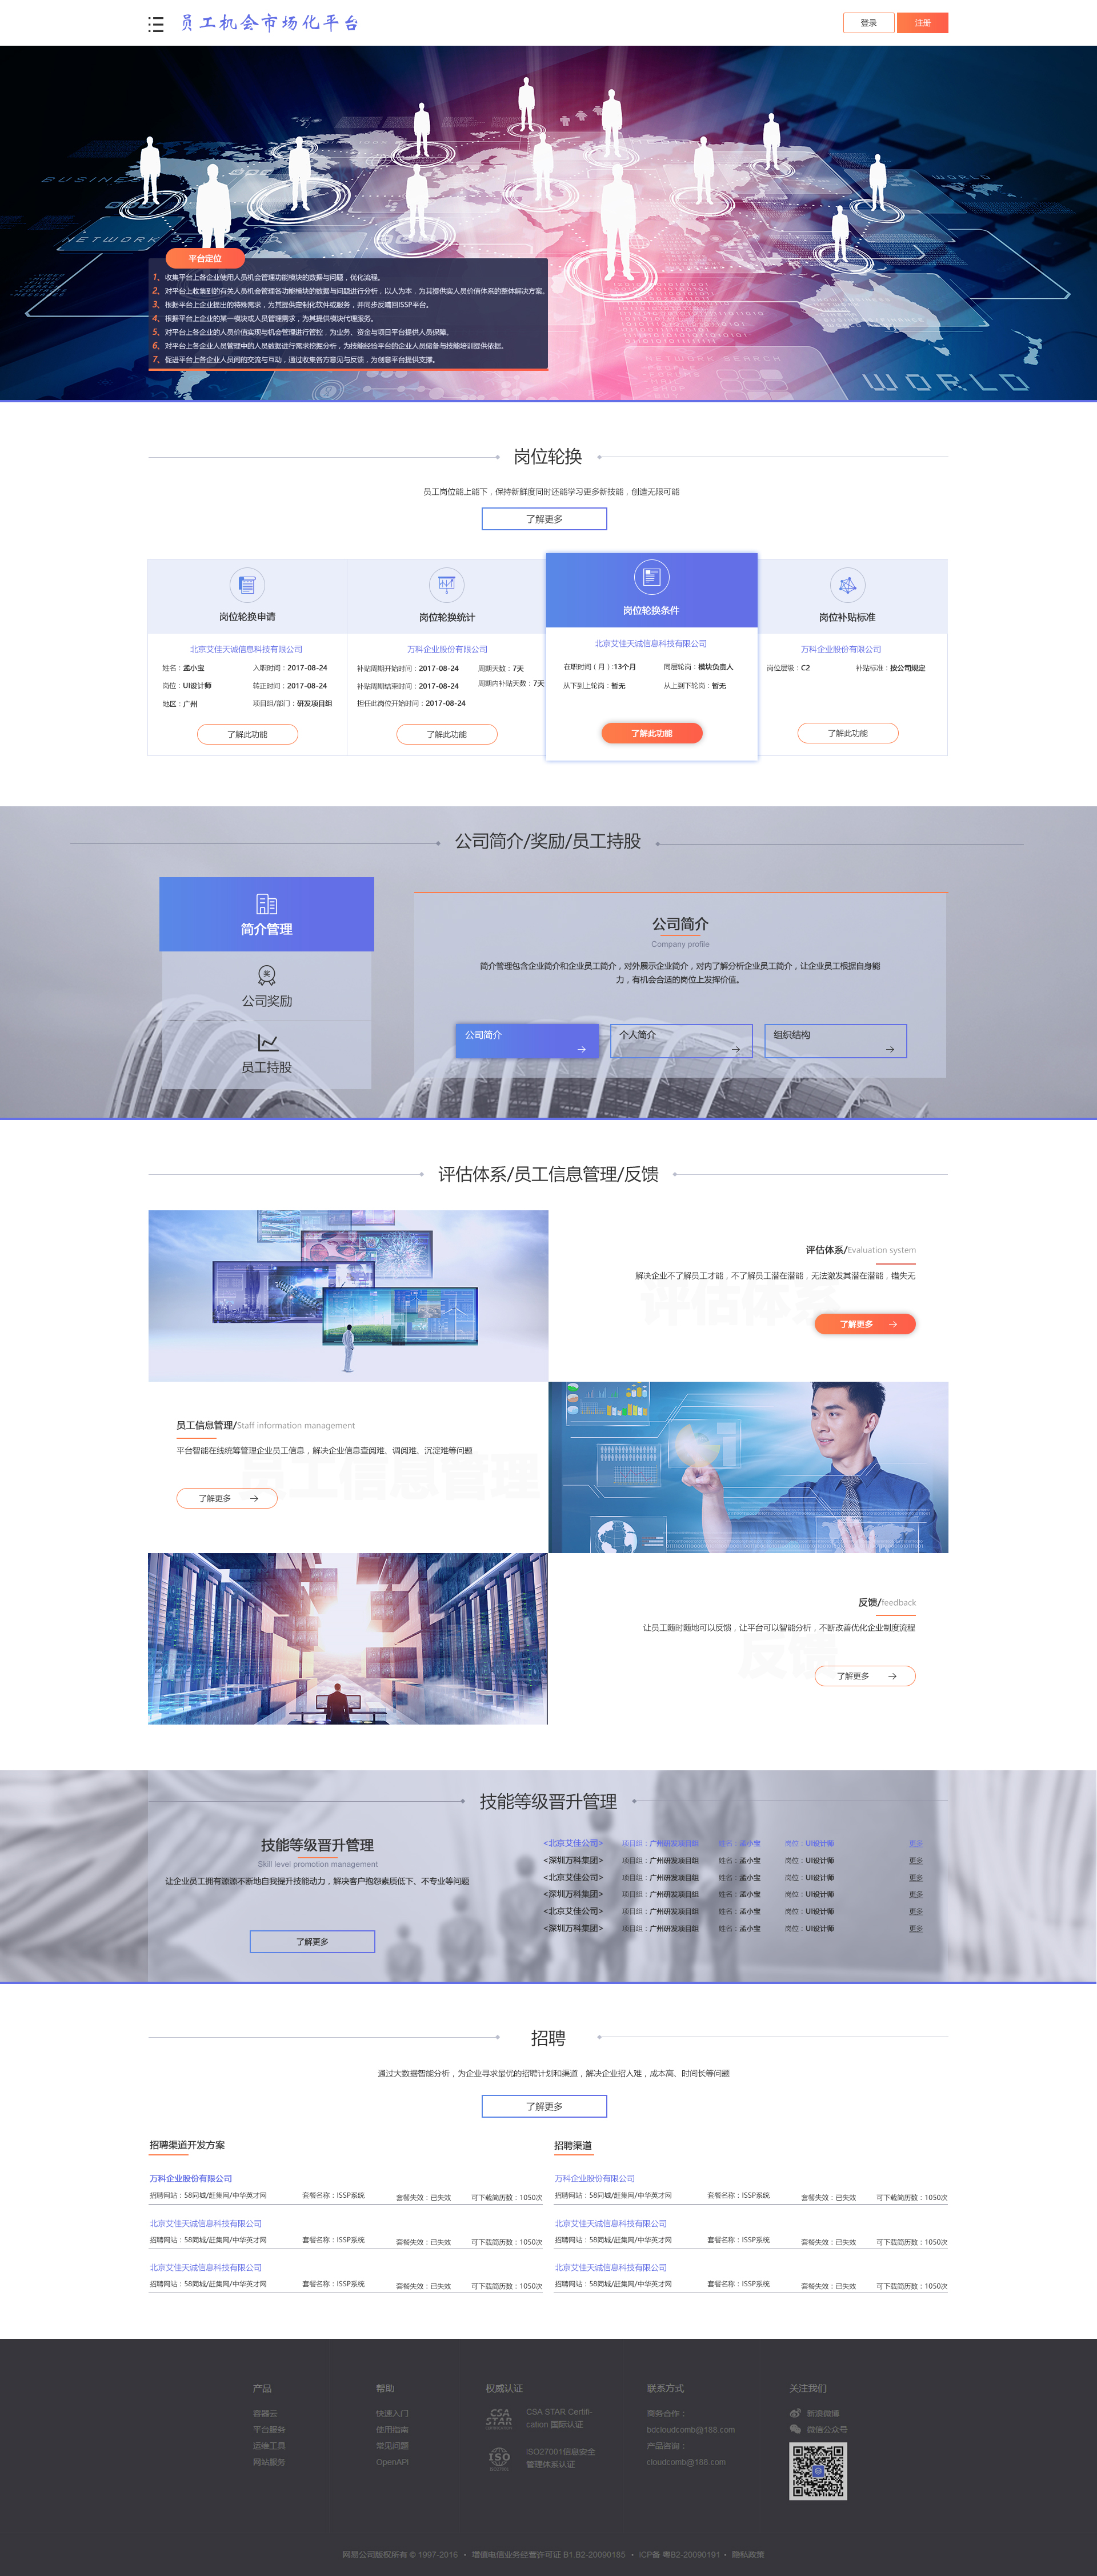 员工机会市场化平台
登录 注册
BUSINESS
NETWORK SECU
WORLD
NETWORK
平台定位
1、收集平台上各企业使用人员机会管理功能模块的数据与问题，优化流程。
2、对平台上收集到的有关人员机会管理各功能模块的数据与问题进行分析，以人为本，为其提供实人员价值体系的整体解决方案。
3、根据平台上企业提出的特殊需求，为其提供定制化软件或服务，并同步反哺回ISSP平台。
4、根据平台上企业的第一模块或人员管理需求，为其提供模块代理服务。
5、对平台上各企业的人员价值实现与机会管理进行管控，为业务、资金与项目平台提供人员保障。
6、对平台上各企业人员管理中的人员数据进行需求挖掘分析，为技能经验平台的企业人员储备与技能培训提供依据。
7、促进平台上各企业人员间的交流与互动，通过收集各方意见与反馈，为创意平台提供支撑。
NETWORK SEARCH
WORLD
岗位轮换
员工岗位能上能下，保持新鲜度同时还能学习更多新技能，创造无限可能
了解更多
岗位轮换申请
北京艾佳天诚信息科技有限公司
姓名：孟小宝 入职时间：2017-08-24
岗位：UI设计师 转正时间：2017-08-24
地区：广州 项目组/部门：研发项目组
了解此功能
岗位轮换统计
万科企业股份有限公司
补贴周期开始时间：2017-08-24 周期天数：7天
补贴周期结束时间：2017-08-24 周期内补贴天数：7天
担任此岗位开始时间：2017-08-24
了解此功能
岗位轮换条件
北京艾佳天诚信息科技有限公司
在职时间（月）:13个月 同层轮岗：模块负责人
从下到上轮岗：暂无 从上到下轮岗：暂无
了解此功能
岗位补贴标准
万科企业股份有限公司
岗位层级：C2 补贴标准：按公司规定
了解此功能
公司简介/奖励/员工持股
简介管理
奖
公司奖励
员工持股
公司简介
Company profile
简介管理包含企业简介和企业员工简介，对外展示企业简介，对内了解分析企业员工简介，让企业员工根据自身能
力，有机会合适的岗位上发挥价值。
公司简介 个人简介 组织结构
评估体系/员工信息管理/反馈
评估体系/Evaluation system
解决企业不了解员工才能，不了解员工潜在潜能，无法激发其潜在潜能，错失无
评估体系
了解更多
员工信息管理/Staff information management
平台智能在线统筹管理企业员工信息，解决企业信息查阅难、调阅难、沉淀难等问题
员工信息管理
了解更多
反馈/feedback
让员工随时随地可以反馈，让平台可以智能分析，不断改善优化企业制度流程
反馈
了解更多
技能等级晋升管理
技能等级晋升管理
Skill level promotion management
让企业员工拥有源源不断地自我提升技能动力，解决客户抱怨素质低下、不专业等问题
了解更多
<北京艾佳公司> 项目组：广州研发项目组 姓名：孟小宝 岗位：UI设计师 更多
<深圳万科集团> 项目组：广州研发项目组 姓名：孟小宝 岗位：UI设计师 更多
<北京艾佳公司> 项目组：广州研发项目组 姓名：孟小宝 岗位：UI设计师 更多
<深圳万科集团> 项目组：广州研发项目组 姓名：孟小宝 岗位：UI设计师 更多
<北京艾佳公司> 项目组：广州研发项目组 姓名：孟小宝 岗位：UI设计师 更多
<深圳万科集团> 项目组：广州研发项目组 姓名：孟小宝 岗位：UI设计师 更多
招聘
通过大数据智能分析，为企业寻求最优的招聘计划和渠道，解决企业招人难，成本高、时间长等问题
了解更多
招聘渠道开发方案
万科企业股份有限公司
招聘网站：58同城/赶集网/中华英才网 套餐名称：ISSP系统 套餐失效：已失效 可下载简历数：1050次
北京艾佳天诚信息科技有限公司
招聘网站：58同城/赶集网/中华英才网 套餐名称：ISSP系统 套餐失效：已失效 可下载简历数：1050次
北京艾佳天诚信息科技有限公司
招聘网站：58同城/赶集网/中华英才网 套餐名称：ISSP系统 套餐失效：已失效 可下载简历数：1050次
招聘渠道
万科企业股份有限公司
招聘网站：58同城/赶集网/中华英才网 套餐名称：ISSP系统 套餐失效：已失效 可下载简历数：1050次
北京艾佳天诚信息科技有限公司
招聘网站：58同城/赶集网/中华英才网 套餐名称：ISSP系统 套餐失效：已失效 可下载简历数：1050次
北京艾佳天诚信息科技有限公司
招聘网站：58同城/赶集网/中华英才网 套餐名称：ISSP系统 套餐失效：已失效 可下载简历数：1050次
产品
容器云
平台服务
运维工具
网站服务
帮助
快速入门
使用指南
常见问题
OpenAPI
权威认证
CSA
STAR
CSA STAR Certifi-
cation 国际认证
ISO
ISO27001信息安全
管理体系认证
联系方式
商务合作：
bdcloudcomb@188.com
产品咨询：
cloudcomb@188.com
关注我们
新浪微博
微信公众号
网易公司版权所有 © 1997-2016 · 增值电信业务经营许可证 B1.B2-20090185 · ICP备 粤B2-20090191 · 隐私政策